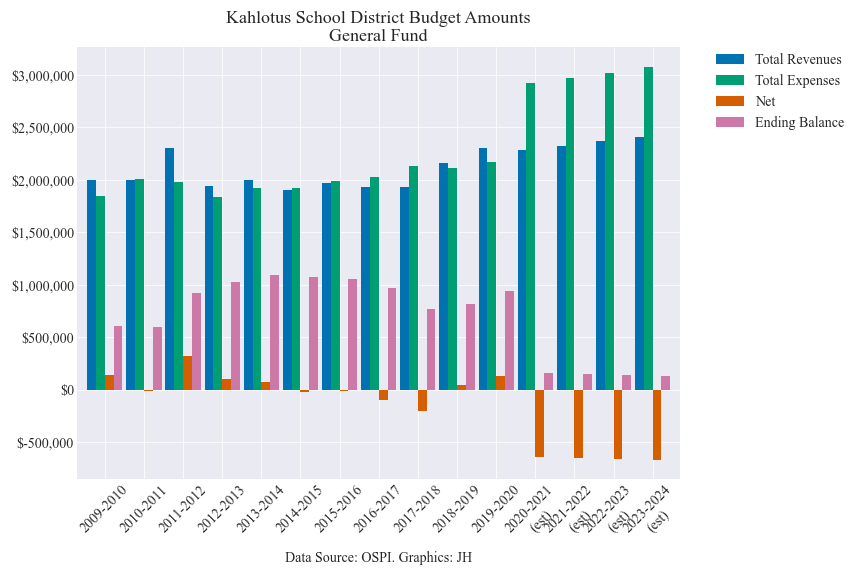 Kahlotus School District Budget Amounts
General Fund
Total Revenues
Total Expenses
Net
Ending Balance
$3,000,000
$2,500,000
$2,000,000
$1,500,000
$1,000,000
$500,000
$0
$-500,000
2009-2010
2010-2011
2011-2012
2012-2013
2013-2014
2014-2015
2015-2016
2016-2017
2017-2018
2018-2019
2019-2020
2020-2021
(est)
2021-2022
(est)
2022-2023
(est)
2023-2024
(est)
Data Source: OSPI. Graphics: JH